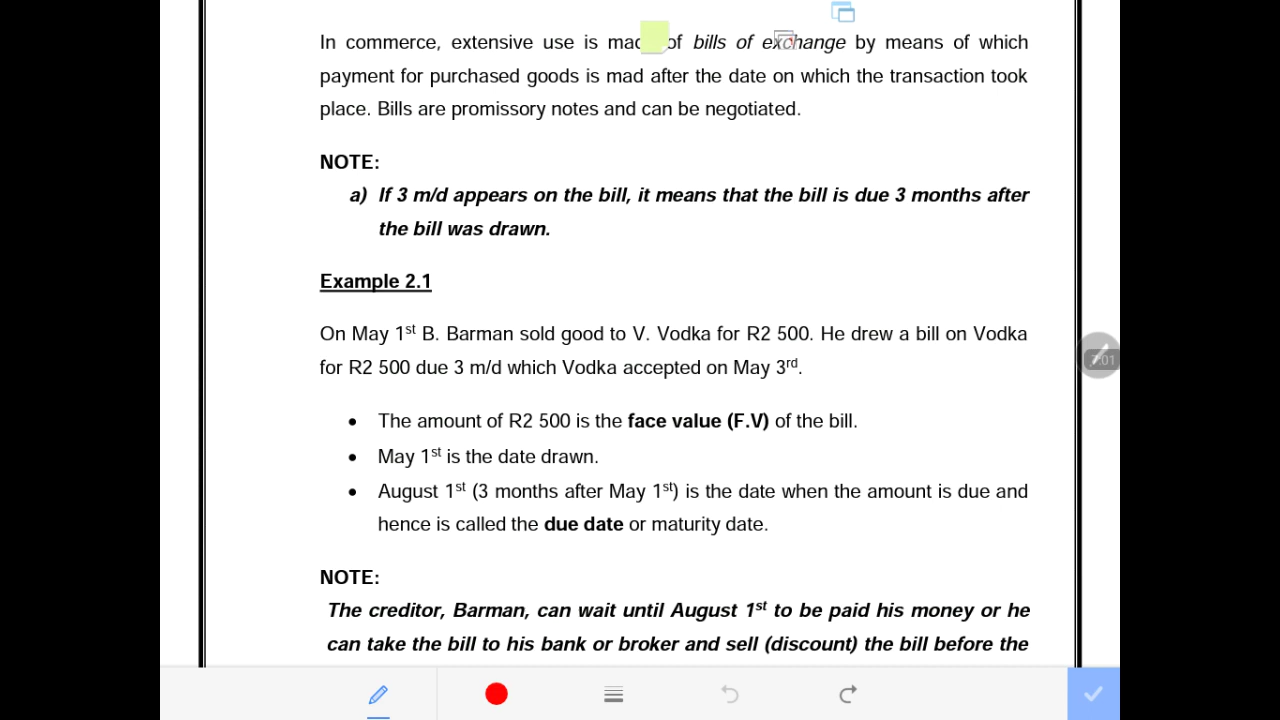 In commerce, extensive use is mad of bills of exchange by means of which
payment for purchased goods is mad after the date on which the transaction took
place. Bills are promissory notes and can be negotiated.
NOTE:
a) If 3 m/d appears on the bill, it means that the bill is due 3 months after
the bill was drawn.
Example 2.1
On May 1st B. Barman sold good to V. Vodka for R2 500. He drew a bill on Vodka
for R2 500 due 3 m/d which Vodka accepted on May 3rd.
• The amount of R2 500 is the face value (F.V) of the bill.
• May 1st is the date drawn.
• August 1st (3 months after May 1st) is the date when the amount is due and
hence is called the due date or maturity date.
NOTE:
The creditor, Barman, can wait until August 1st to be paid his money or he
can take the bill to his bank or broker and sell (discount) the bill before the
7:01